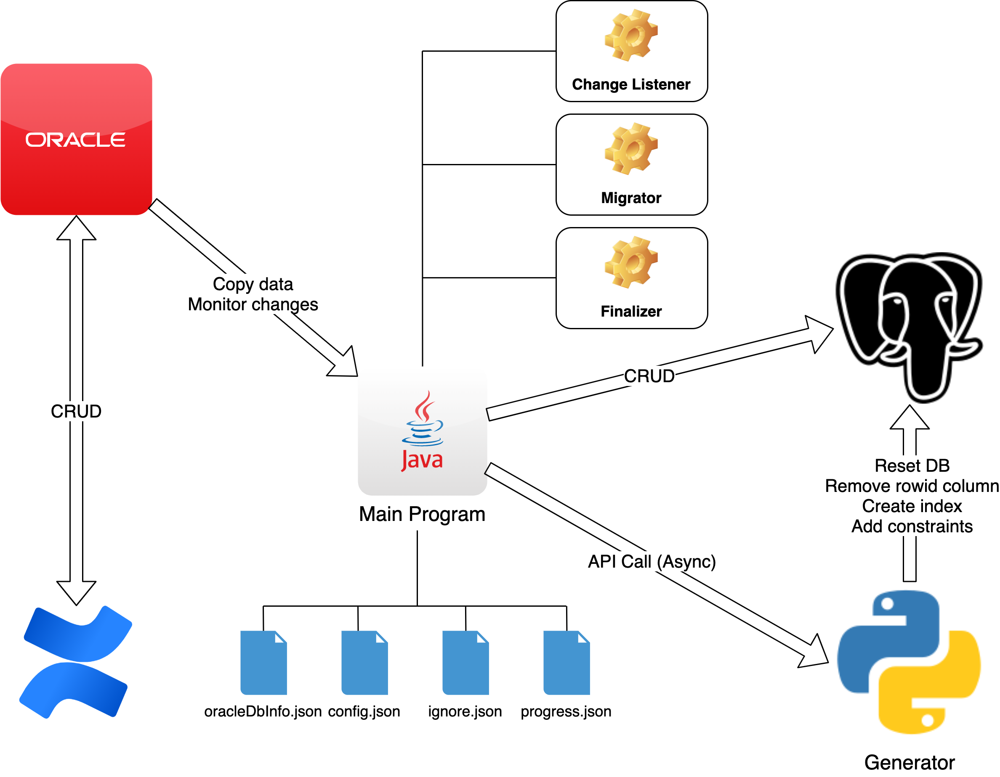 Change Listener
ORACLE
Migrator
Copy data
Monitor changes
Finalizer
CRUD
CRUD
Java
Main Program
Reset DB
Remove rowid column
Create index
Add constraints
API Call (Async)
oracleDbInfo.json
config.json
ignore.json
progress.json
Generator